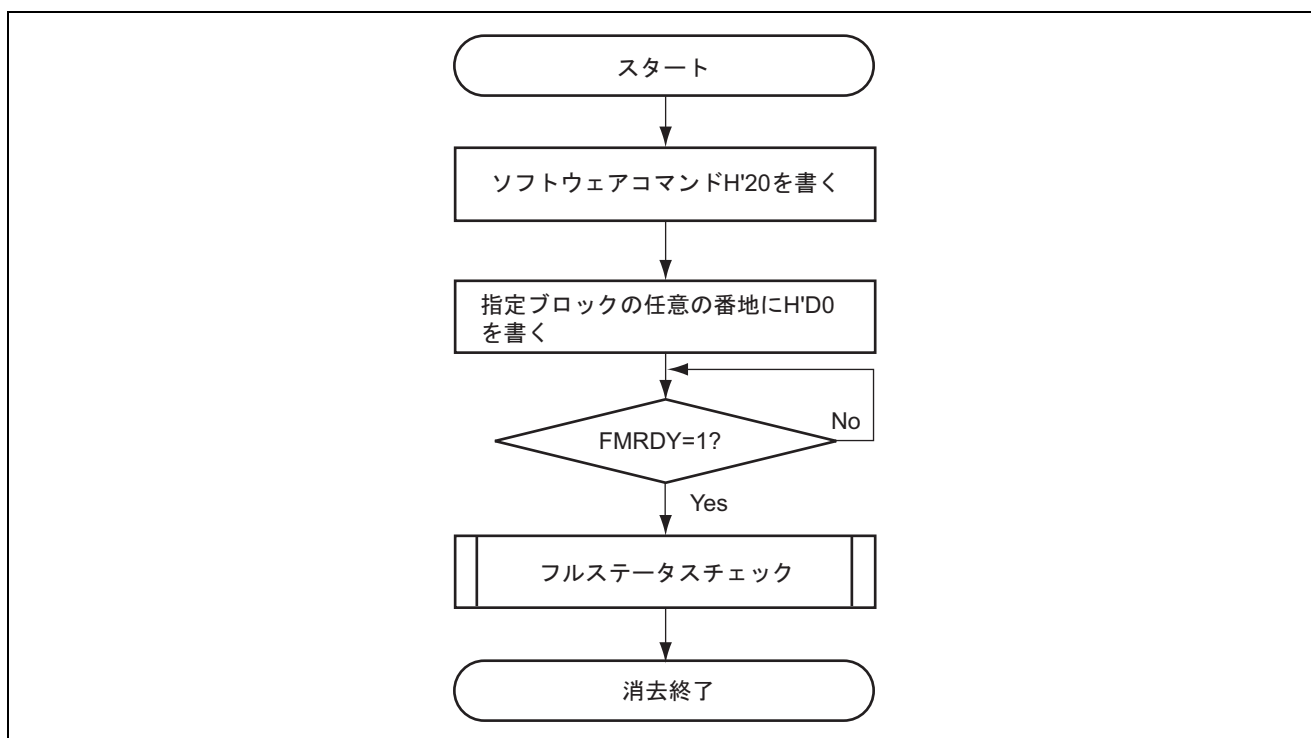 スタート
ソフトウェアコマンドH'20を書く
指定ブロックの任意の番地にH'D0
を書く
No
FMRDY=1?
Yes
フルステータスチェック
消去終了